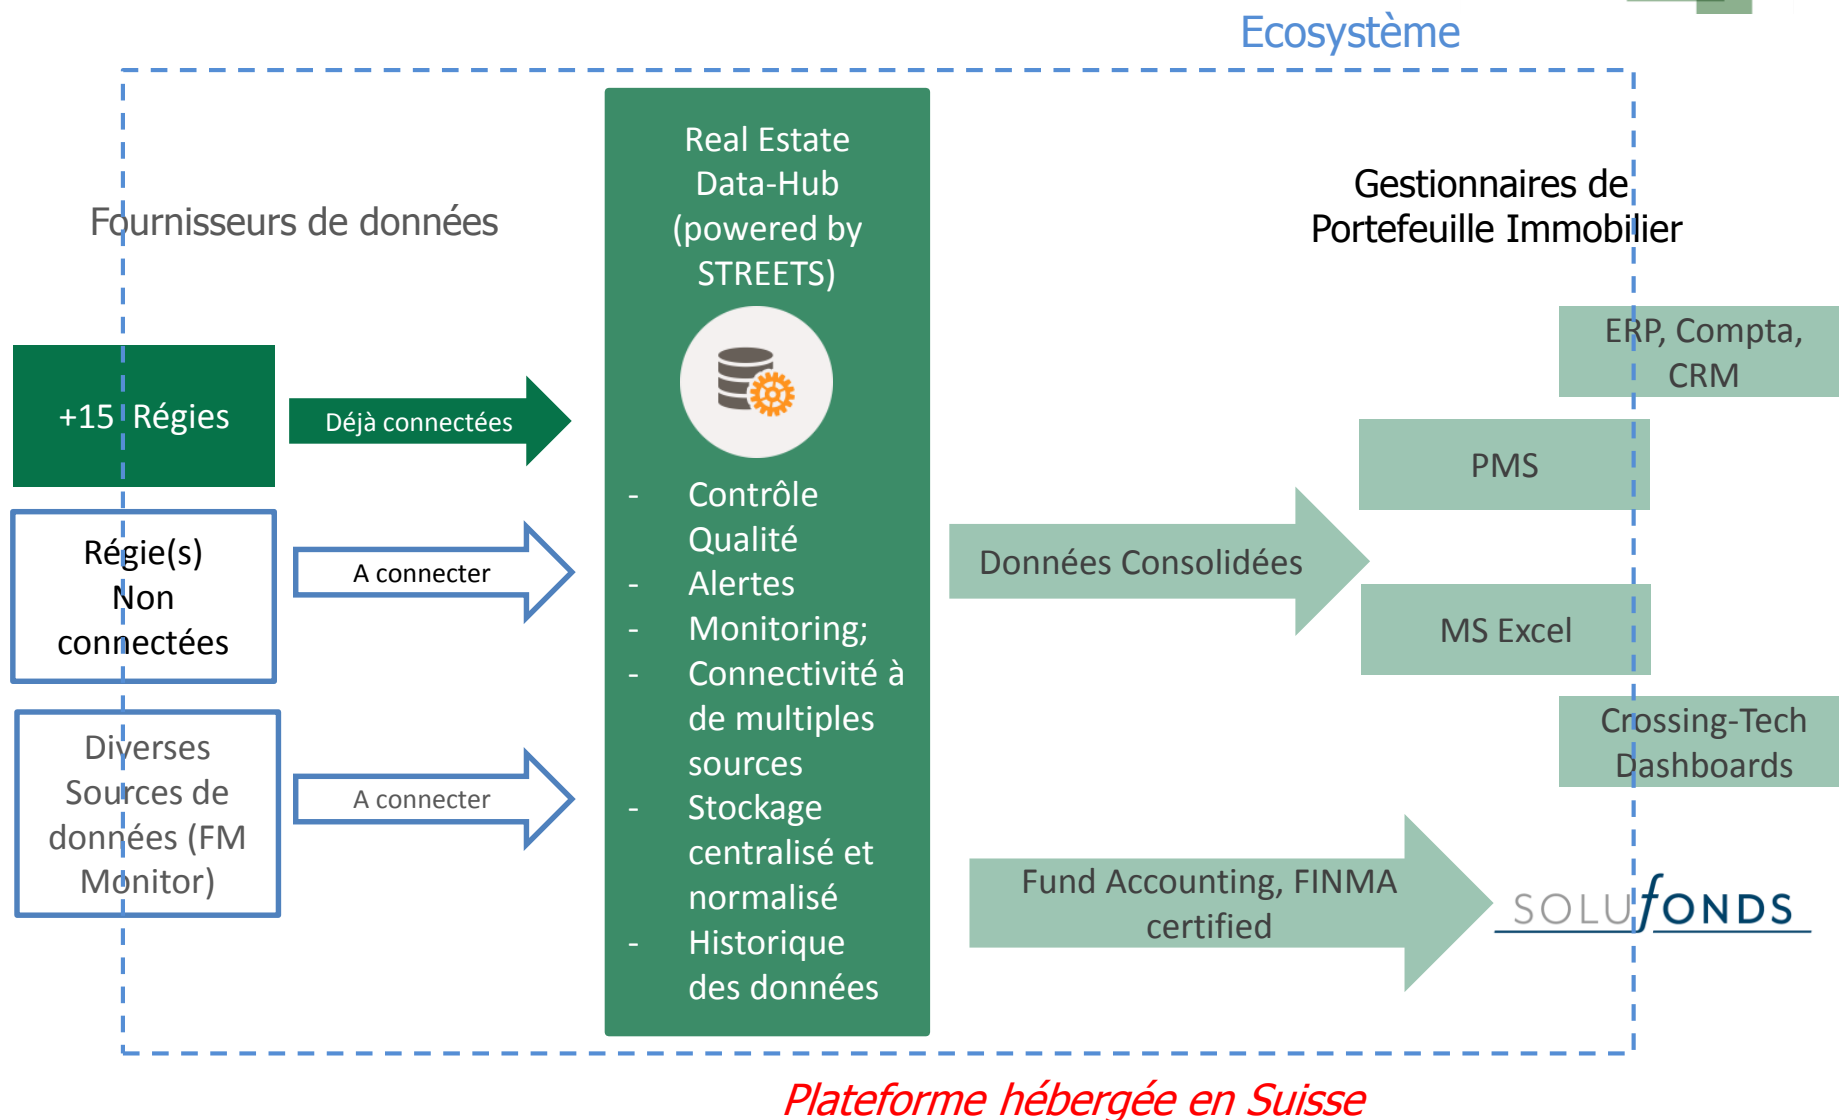 Ecosystème
Fournisseurs de données
+15 Régies
Déjà connectées
Régie(s)
Non
connectées
A connecter
Diverses
Sources de
données (FM
Monitor)
A connecter
Real Estate
Data-Hub
(powered by
STREETS)
- Contrôle
Qualité
- Alertes
- Monitoring;
- Connectivité à
de multiples
sources
- Stockage
centralisé et
normalisé
- Historique
des données
Données Consolidées
Fund Accounting, FINMA
certified
Gestionnaires de
Portefeuille Immobilier
ERP, Compta,
CRM
PMS
MS Excel
Crossing-Tech
Dashboards
SOLUfONDS
Plateforme hébergée en Suisse